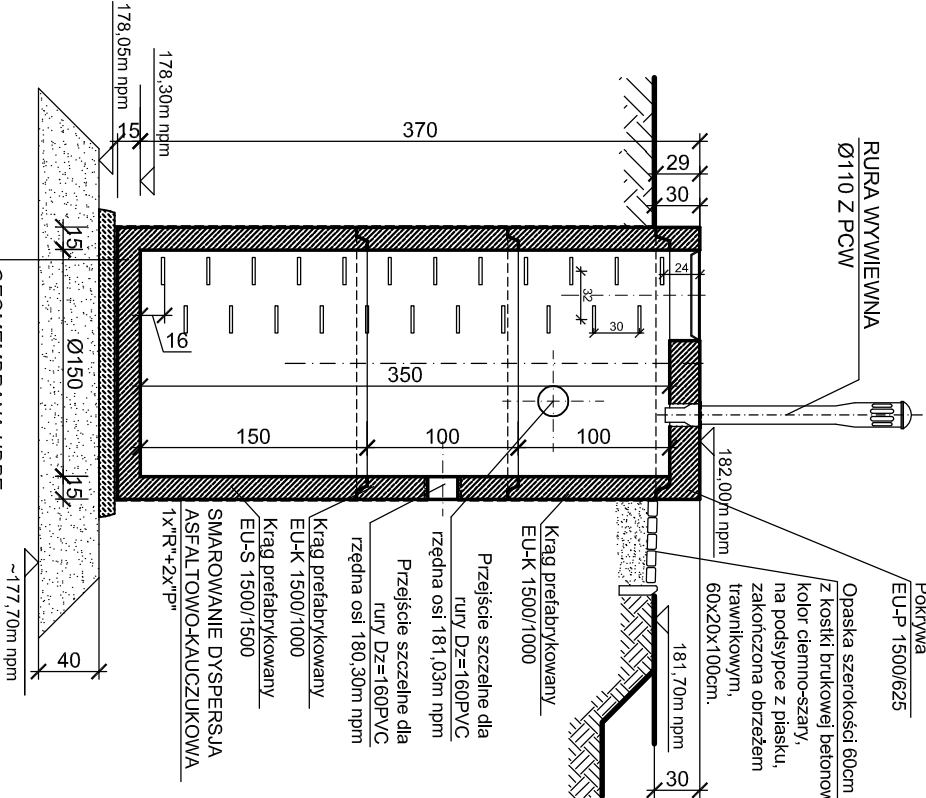 RURA WYWIEWNA
Ø110 Z PCW
Pokrywa
EU-P 1500/625
Opaska szerokości 60cm
z kostki brukowej
kolor ciemno-szary,
na podsypce z piasku,
zakończona obrzeżem
trawnikowym,
60x20x100cm.
182,00m npm
181,70m npm
30
29
30
370
24
32
30
350
100
100
150
16
Krąg prefabrykowany
EU-K 1500/1000
Przejście szczelne dla
rury Dz=160PVC
rzędna osi 181,03m npm
Przejście szczelne dla
rury Dz=160PVC
rzędna osi 180,30m npm
Krąg prefabrykowany
EU-K 1500/1000
Krąg prefabrykowany
EU-S 1500/1500
SMAROWANIE DYSPERSJA
ASFALTOWO-KAUCZUKOWA
1x"R"+2x"P"
178,30m npm
178,05m npm
15
15
Ø150
15
40
~177,70m npm